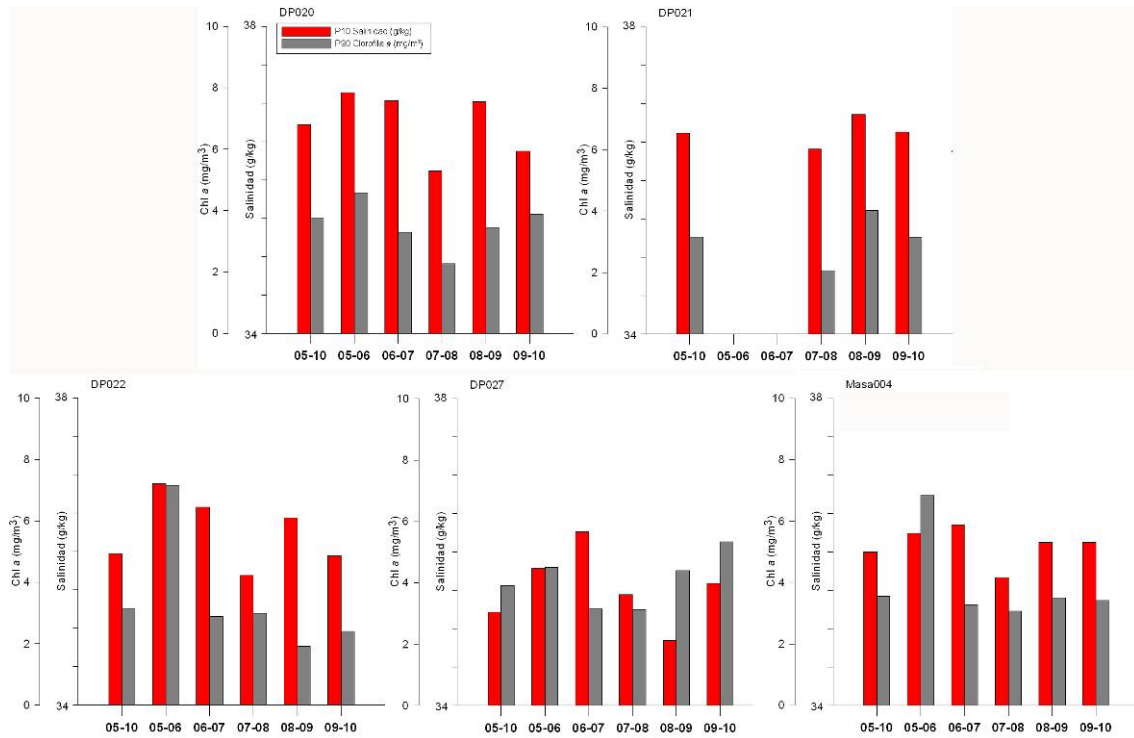 DP020
10
8
6
4
2
0
Chl a (mg/m³)
38
34
Salinidad (g/kg)
P10 Salinidad (g/kg)
P90 Clorofila a (mg/m³)
05-10 05-06 06-07 07-08 08-09 09-10
DP021
10
8
6
4
2
0
Chl a (mg/m³)
38
34
Salinidad (g/kg)
05-10 05-06 06-07 07-08 08-09 09-10
DP022
10
8
6
4
2
0
Chl a (mg/m³)
38
34
Salinidad (g/kg)
05-10 05-06 06-07 07-08 08-09 09-10
DP027
10
8
6
4
2
0
Chl a (mg/m³)
38
34
Salinidad (g/kg)
05-10 05-06 06-07 07-08 08-09 09-10
Masa004
10
8
6
4
2
0
Chl a (mg/m³)
38
34
Salinidad (g/kg)
05-10 05-06 06-07 07-08 08-09 09-10